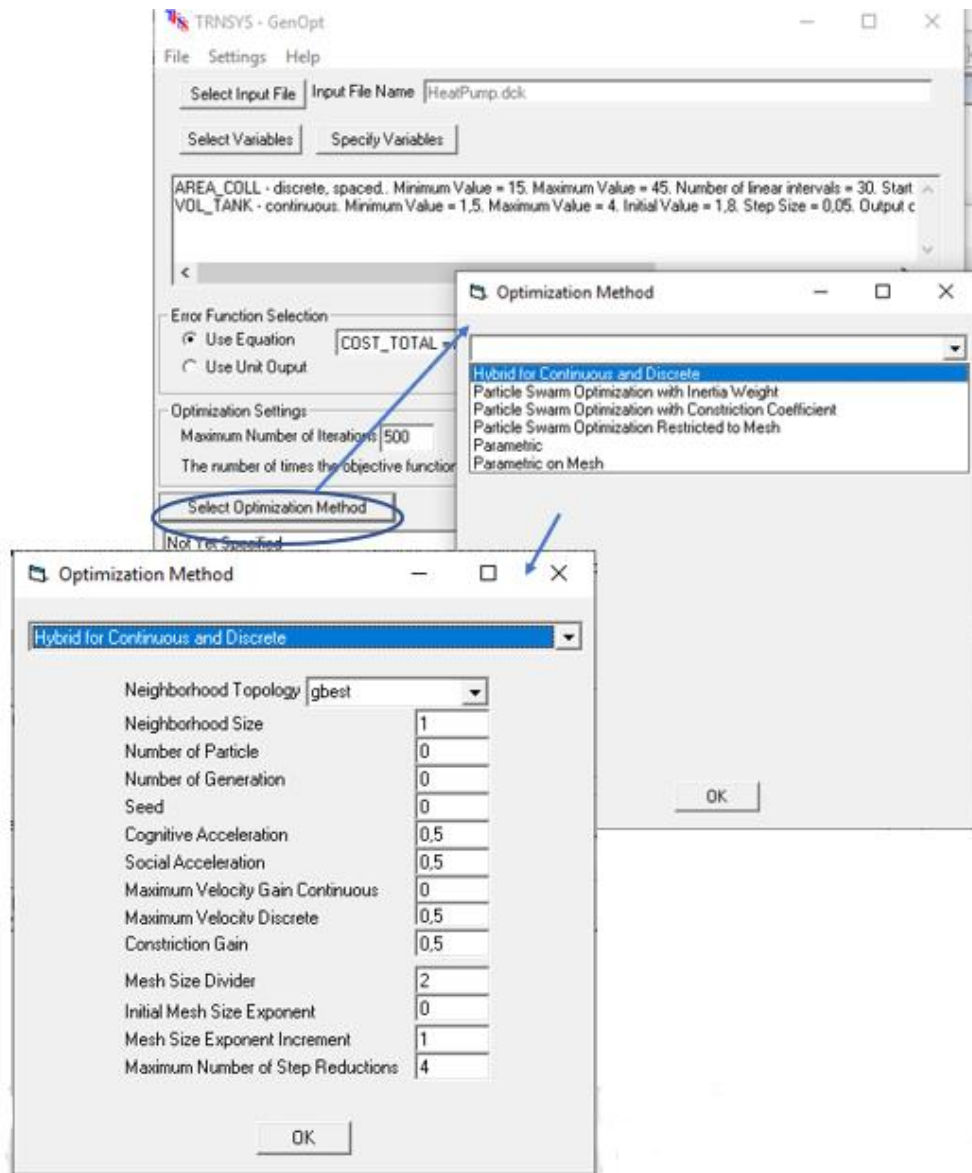 TRNSYS - GenOpt
File Settings Help
Select Input File Input File Name HeatPump.dck
Select Variables Specify Variables
AREA_COLL - discrete, spaced.. Minimum Value = 15. Maximum Value = 45. Number of linear intervals = 30. Start
VOL_TANK - continuous. Minimum Value = 1,5. Maximum Value = 4. Initial Value = 1,8. Step Size = 0,05. Output c
Error Function Selection
Use Equation COST_TOTAL =
Use Unit Ouput
Optimization Settings
Maximum Number of Iterations 500
The number of times the objective function
Select Optimization Method
Not Yet Specified
Optimization Method
Hybrid for Continuous and Discrete
Particle Swarm Optimization with Inertia Weight
Particle Swarm Optimization with Constriction Coefficient
Particle Swarm Optimization Restricted to Mesh
Parametric
Parametric on Mesh
OK
Optimization Method
Hybrid for Continuous and Discrete
Neighborhood Topology gbest
Neighborhood Size 1
Number of Particle 0
Number of Generation 0
Seed 0
Cognitive Acceleration 0,5
Social Acceleration 0,5
Maximum Velocity Gain Continuous 0
Maximum Velocity Discrete 0,5
Constriction Gain 0,5
Mesh Size Divider 2
Initial Mesh Size Exponent 0
Mesh Size Exponent Increment 1
Maximum Number of Step Reductions 4
OK